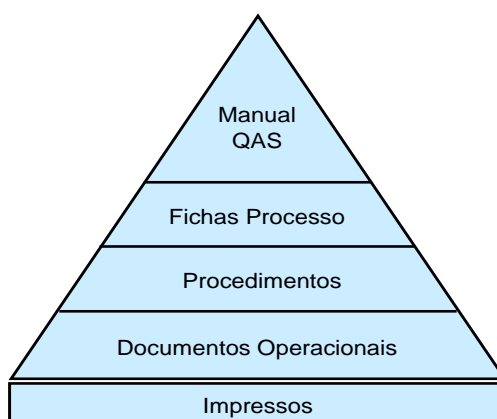 Manual
QAS
Fichas Processo
Procedimentos
Documentos Operacionais
Impressos